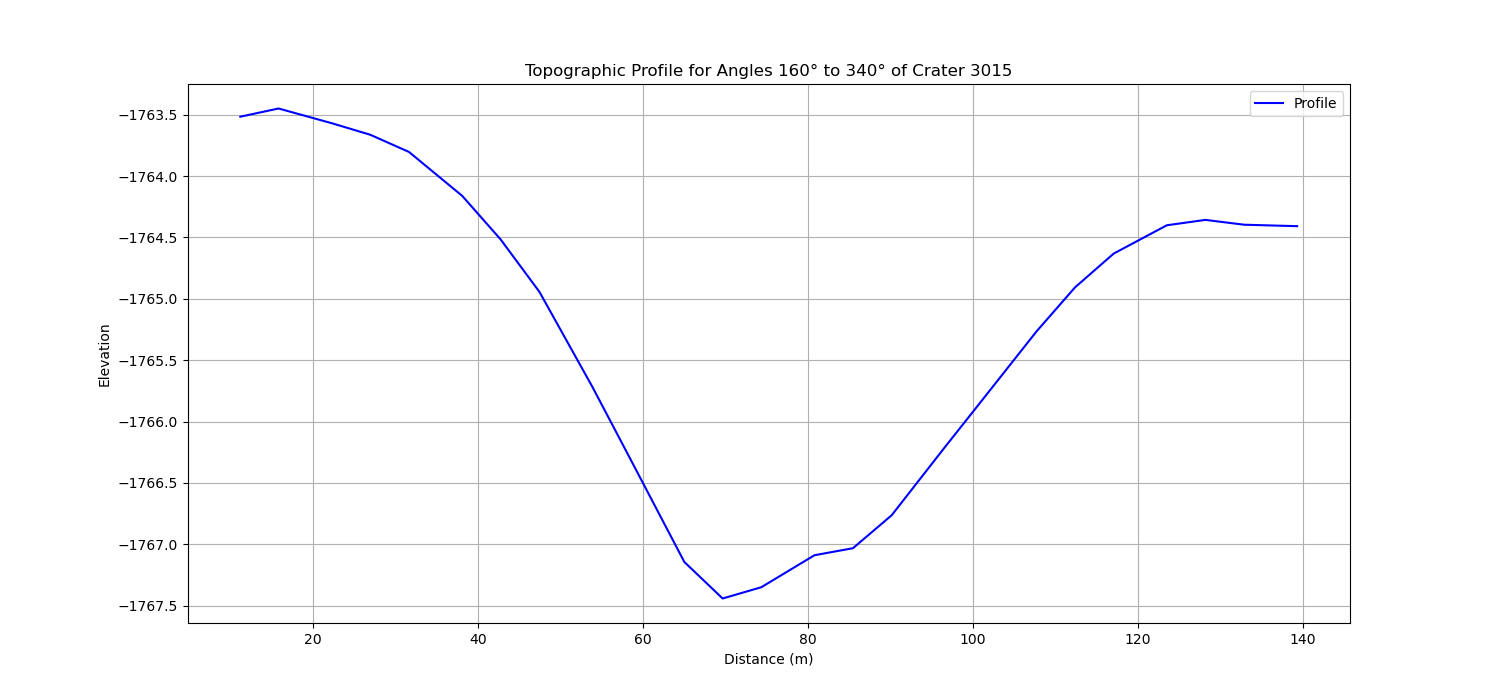 Topographic Profile for Angles 160° to 340° of Crater 3015
Profile
−1763.5
−1764.0
−1764.5
−1765.0
−1765.5
−1766.0
−1766.5
−1767.0
−1767.5
Elevation
20 40 60 80 100 120 140
Distance (m)